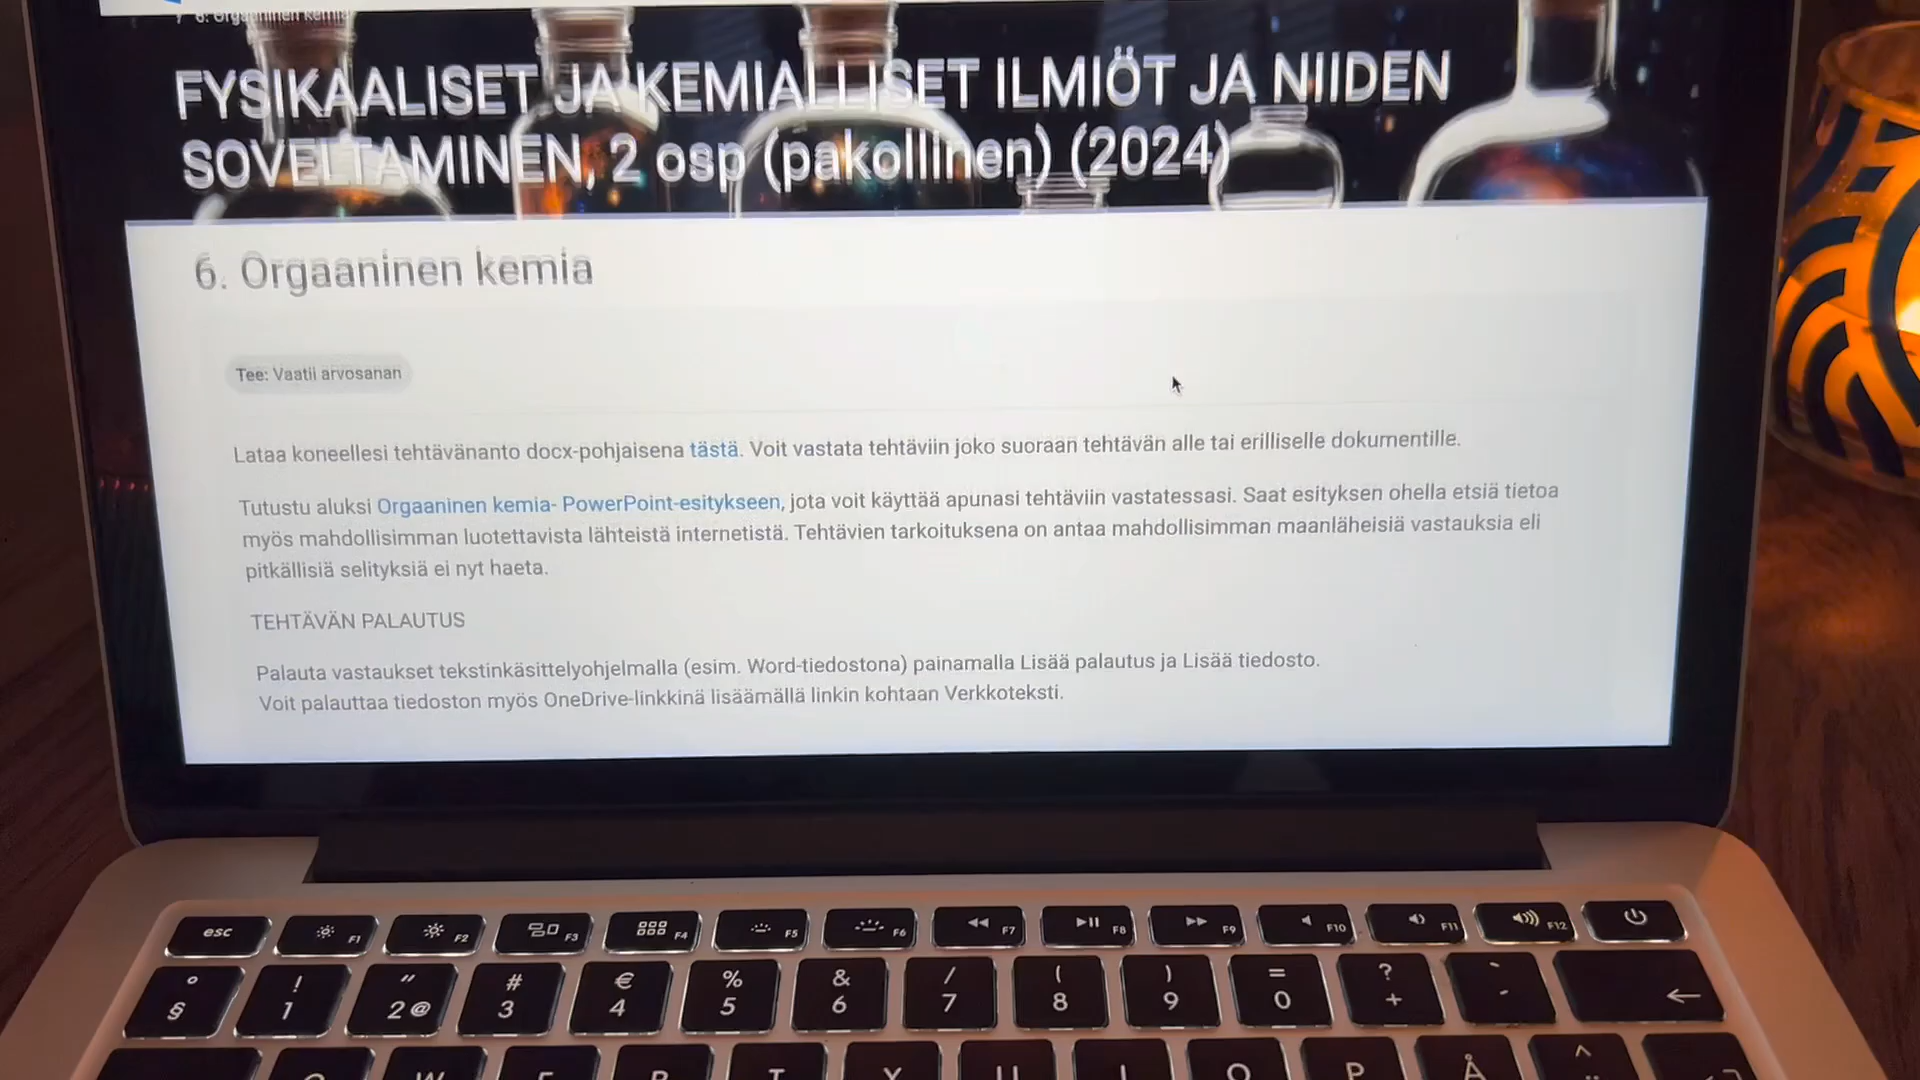 6: Orgaaninen kemia
FYSIKAALISET JA KEMIALLISET ILMIÖT JA NIIDEN
SOVELTAMINEN, 2 osp (pakollinen) (2024)
6. Orgaaninen kemia
Tee: Vaatii arvosanan
Lataa koneellesi tehtävänanto docx-pohjaisena tästä. Voit vastata tehtäviin joko suoraan tehtävän alle tai erilliselle dokumentille.
Tutustu aluksi Orgaaninen kemia- PowerPoint-esitykseen, jota voit käyttää apunasi tehtäviin vastatessasi. Saat esityksen ohella etsiä tietoa
myös mahdollisimman luotettavista lähteistä internetistä. Tehtävien tarkoituksena on antaa mahdollisimman maanläheisiä vastauksia eli
pitkällisiä selityksiä ei nyt haeta.
TEHTÄVÄN PALAUTUS
Palauta vastaukset tekstinkäsittelyohjelmalla (esim. Word-tiedostona) painamalla Lisää palautus ja Lisää tiedosto.
Voit palauttaa tiedoston myös OneDrive-linkkinä lisäämällä linkin kohtaan Verkkoteksti.
esc F1 F2 F3 F4 F5 F6 F7 F8 F9 F10 F11 F12
° ! " # € % & / ( ) = ? `
§ 1 2 @ 3 4 5 6 7 8 9 0 + ´
W T Y U I O P Å ^